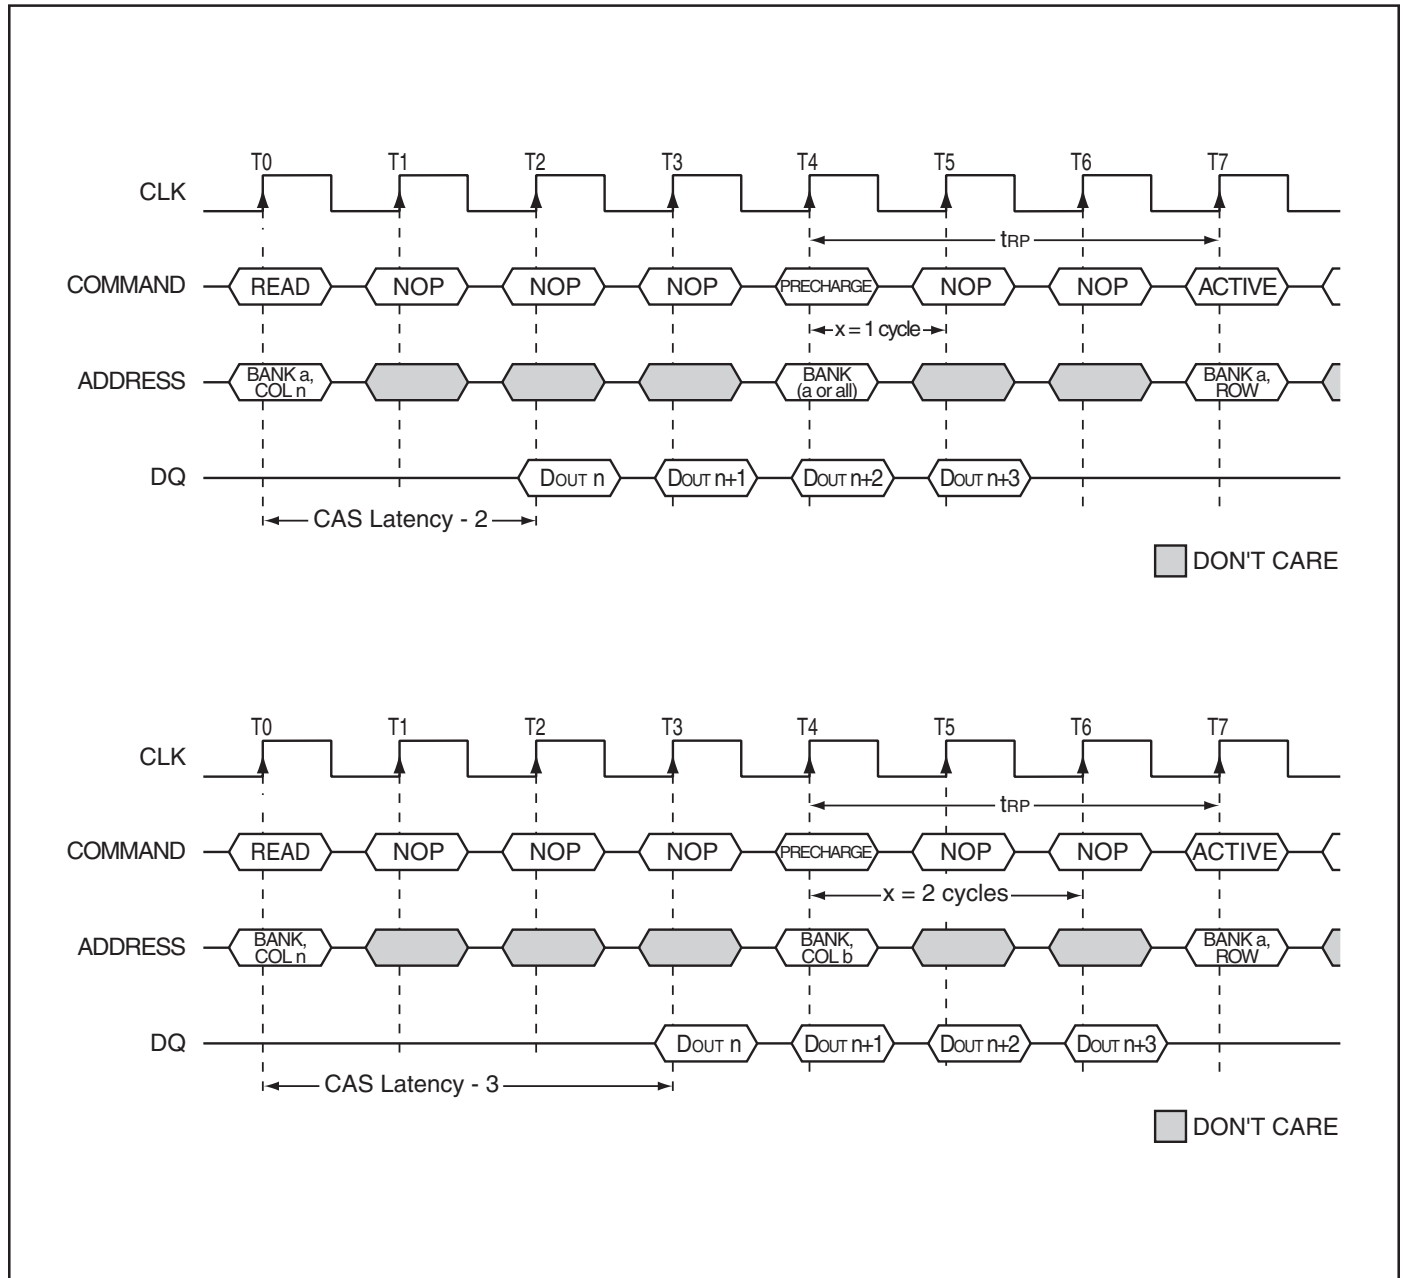 T0 T1 T2 T3 T4 T5 T6 T7
CLK
tRP
COMMAND READ NOP NOP NOP PRECHARGE NOP NOP ACTIVE
x = 1 cycle
ADDRESS BANK a, COL n BANK (a or all) BANK a, ROW
DQ DOUT n DOUT n+1 DOUT n+2 DOUT n+3
CAS Latency - 2
DON'T CARE
T0 T1 T2 T3 T4 T5 T6 T7
CLK
tRP
COMMAND READ NOP NOP NOP PRECHARGE NOP NOP ACTIVE
x = 2 cycles
ADDRESS BANK, COL n BANK, COL b BANK a, ROW
DQ DOUT n DOUT n+1 DOUT n+2 DOUT n+3
CAS Latency - 3
DON'T CARE